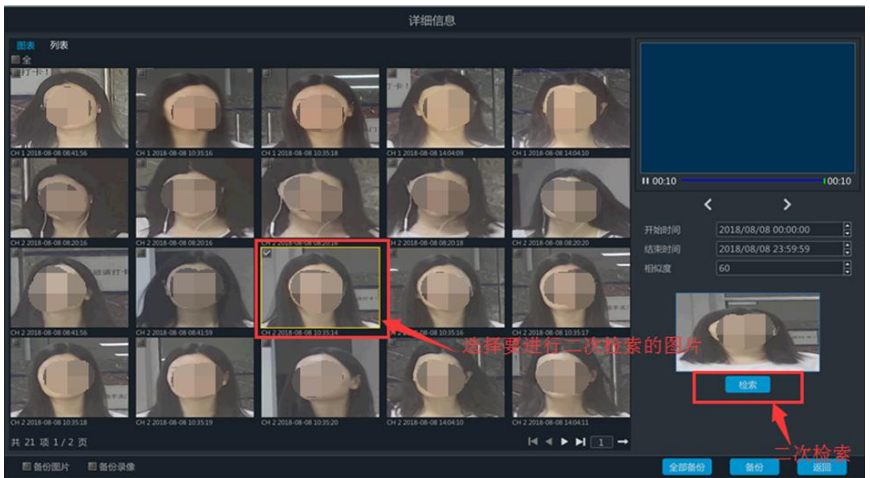 详细信息
图表 列表
全
CH 1 2018-08-08 08:41:56 CH 1 2018-08-08 10:35:16 CH 1 2018-08-08 10:35:18 CH 1 2018-08-08 14:04:09 CH 1 2018-08-08 14:04:10
CH 2 2018-08-08 08:20:16 CH 2 2018-08-08 08:20:16 CH 2 2018-08-08 08:20:16 CH 2 2018-08-08 08:20:18 CH 2 2018-08-08 08:20:20
CH 2 2018-08-08 08:41:56 CH 2 2018-08-08 08:41:59 CH 2 2018-08-08 10:35:14 CH 2 2018-08-08 10:35:16 CH 2 2018-08-08 10:35:17
CH 2 2018-08-08 10:35:18 CH 2 2018-08-08 10:35:19 CH 2 2018-08-08 10:35:20 CH 2 2018-08-08 14:04:10 CH 2 2018-08-08 14:04:11
共 21 项 1 / 2 页
1
00:10 00:10
开始时间 2018/08/08 00:00:00
结束时间 2018/08/08 23:59:59
相似度 60
选择要进行二次检索的图片
检索
二次检索
备份图片 备份录像
全部备份 备份 返回